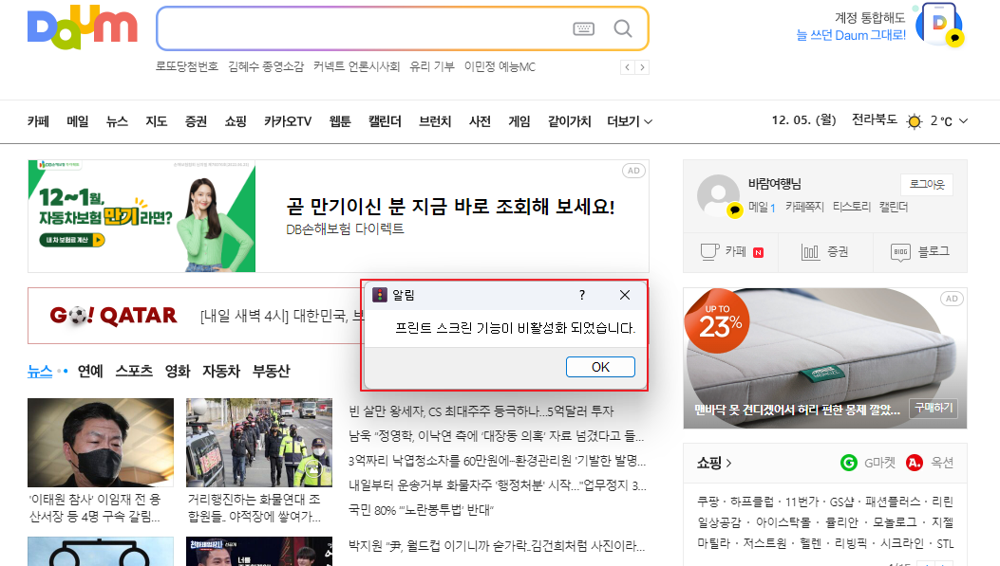 Daum
계정 통합해도
늘 쓰던 Daum 그대로!
로또당첨번호 김혜수 종영소감 커넥트 언론시사회 유리 기부 이민정 예능MC
카페 메일 뉴스 지도 증권 쇼핑 카카오TV 웹툰 캘린더 브런치 사전 게임 같이가치 더보기
12. 05. (월) 전라북도 2 ℃
DB손해보험
12~1월,
자동차보험 만기라면?
내 차 보험료 계산
AD
곧 만기이신 분 지금 바로 조회해 보세요!
DB손해보험 다이렉트
바람여행님 로그아웃
메일 1 카페쪽지 티스토리 캘린더
카페 N 증권 BLOG 블로그
GO! QATAR [내일 새벽 4시] 대한민국,
알림 ?
프린트 스크린 기능이 비활성화 되었습니다.
OK
AD
UP TO
23%
맨바닥 못 견디겠어서 허리 편한 몽제 깔았... 구매하기
뉴스 연예 스포츠 영화 자동차 부동산
'이태원 참사' 이임재 전 용
산서장 등 4명 구속 갈림...
거리행진하는 화물연대 조
합원들.. 야적장에 쌓여가...
빈 살만 왕세자, CS 최대주주 등극하나...5억달러 투자
남욱 "정영학, 이낙연 측에 '대장동 의혹' 자료 넘겼다고 들...
3억짜리 낙엽청소차를 60만원에--환경관리원 '기발한 발명...
내일부터 운송거부 화물차주 '행정처분' 시작..."업무정지 3...
국민 80% "'노란봉투법' 반대"
박지원 "尹, 월드컵 이기니까 숟가락..김건희처럼 사진이라...
쇼핑 G G마켓 A. 옥션
쿠팡 · 하프클럽 · 11번가 · GS샵 · 패션플러스 · 리린
일상공감 · 아이스탁몰 · 률리안 · 모놀로그 · 지젤
마틸라 · 저스트원 · 헬렌 · 리빙픽 · 시크라인 · STL